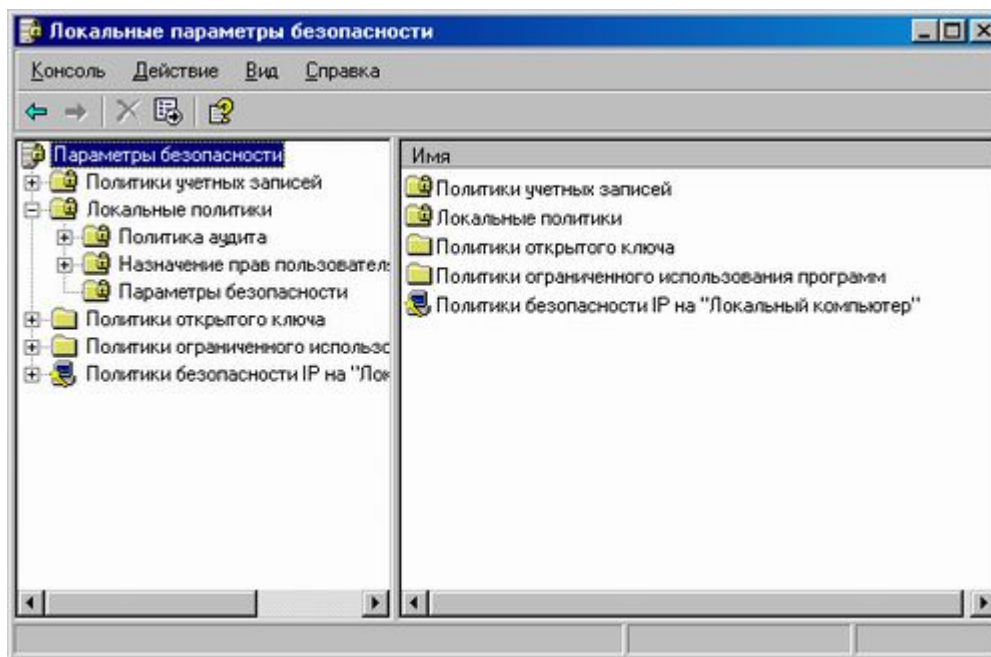 Локальные параметры безопасности
Консоль Действие Вид Справка
Параметры безопасности
Политики учетных записей
Локальные политики
Политика аудита
Назначение прав пользовател
Параметры безопасности
Политики открытого ключа
Политики ограниченного использо
Политики безопасности IP на "Лок
Имя
Политики учетных записей
Локальные политики
Политики открытого ключа
Политики ограниченного использования программ
Политики безопасности IP на "Локальный компьютер"